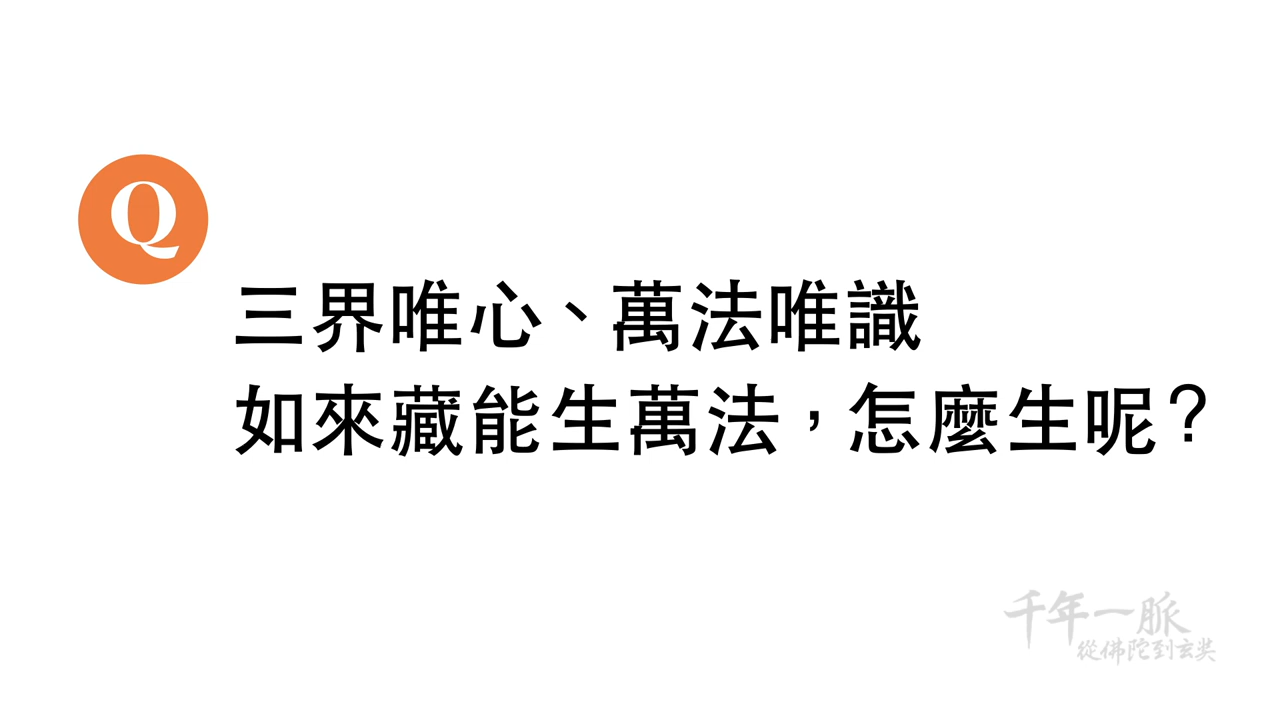 Q
三界唯心、萬法唯識
如來藏能生萬法，怎麼生呢？
千年一脈
從佛陀到玄奘